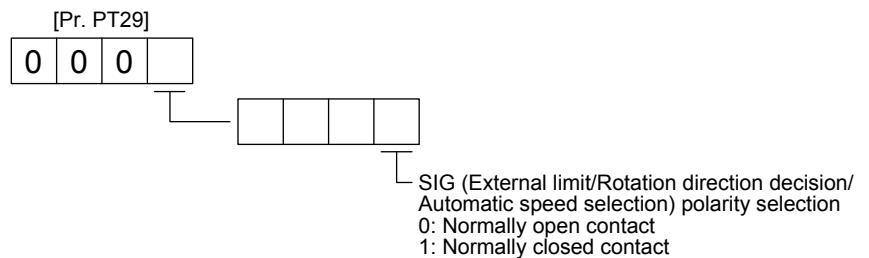 [Pr. PT29]
0 0 0
SIG (External limit/Rotation direction decision/
Automatic speed selection) polarity selection
0: Normally open contact
1: Normally closed contact